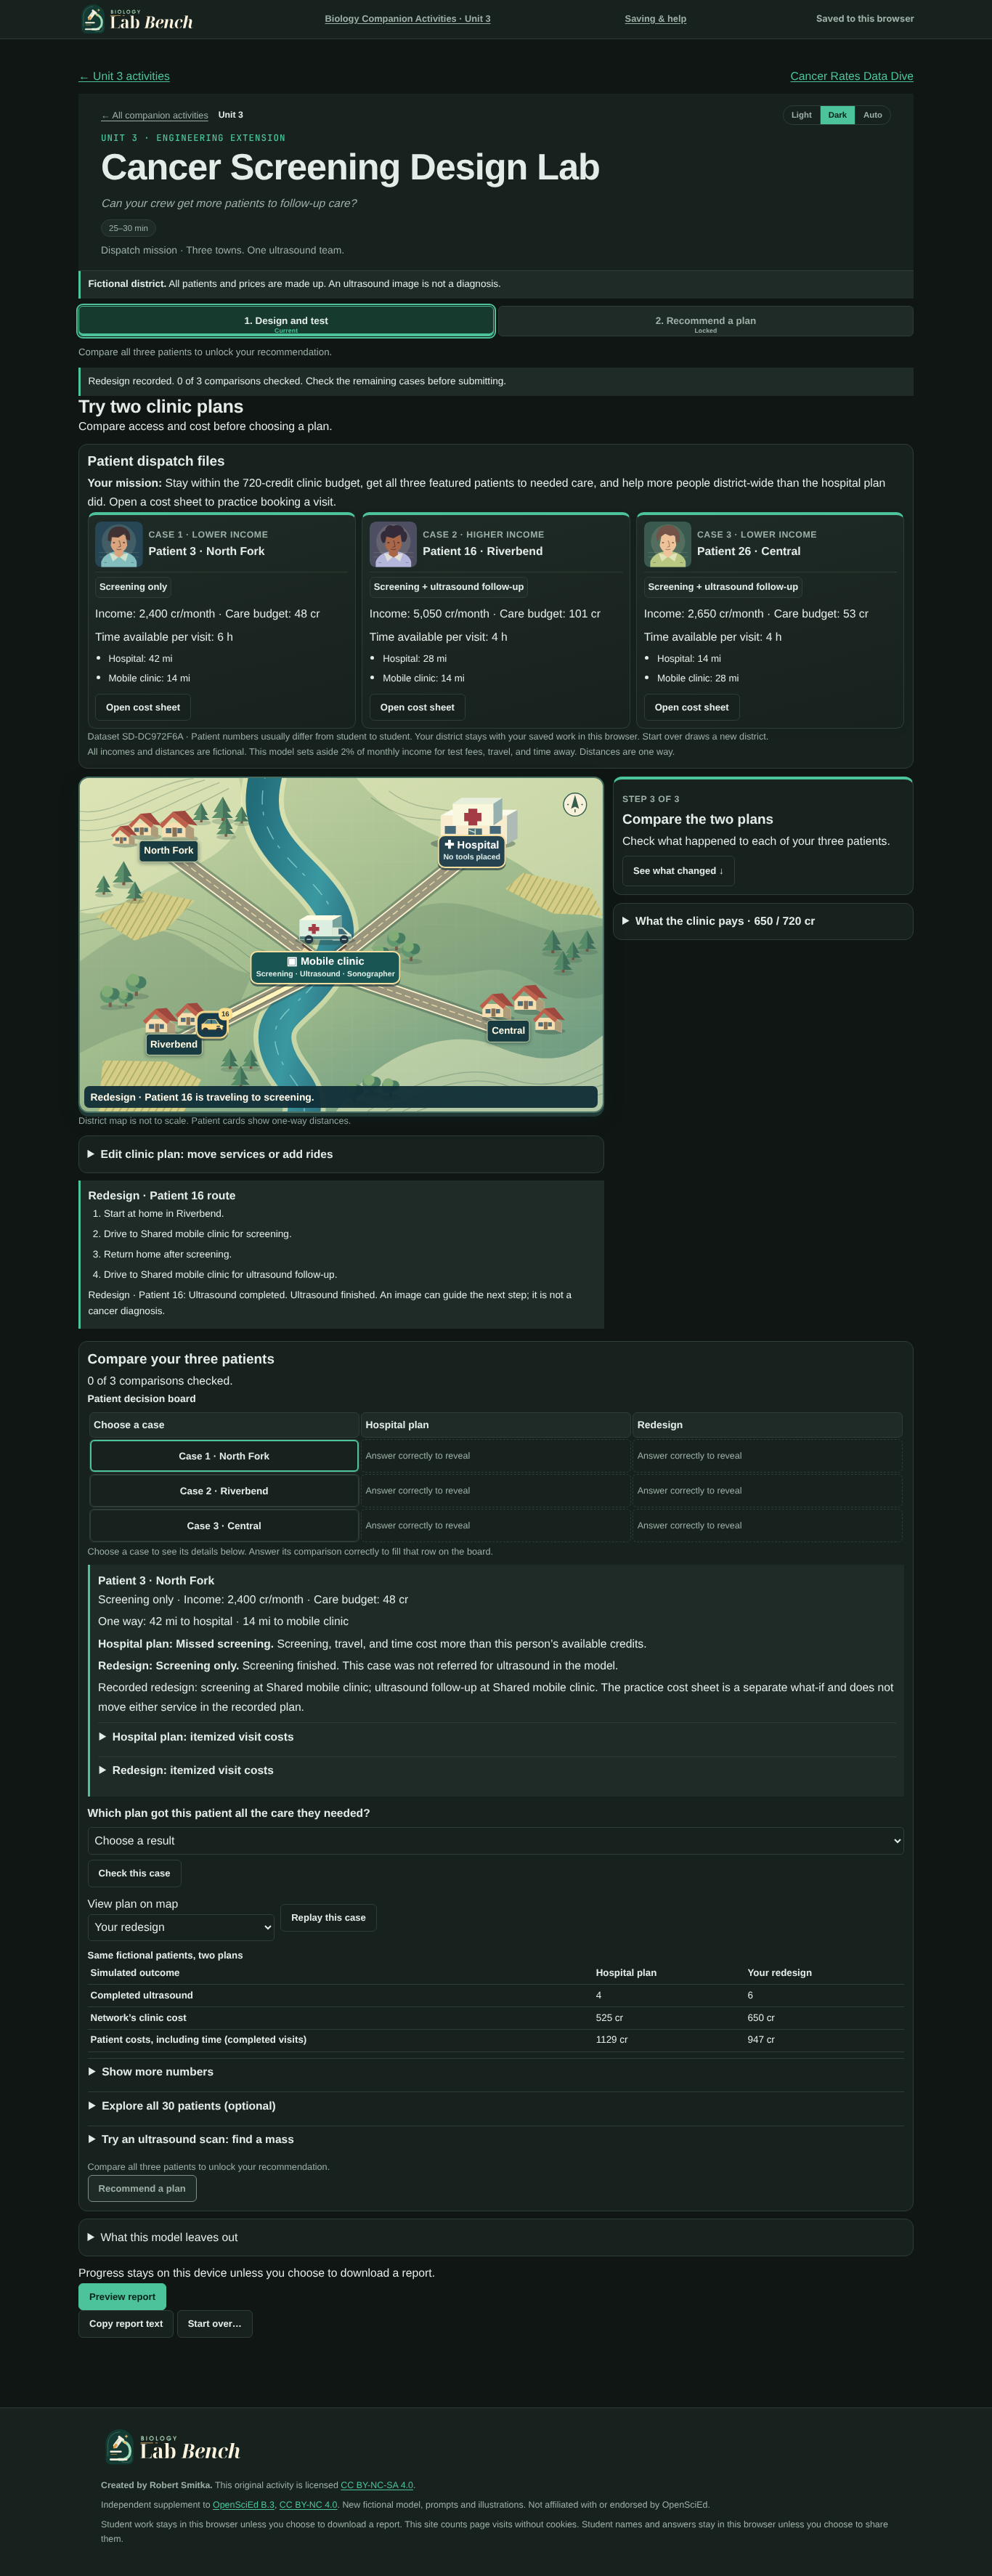 BIOLOGY
Lab Bench
Biology Companion Activities · Unit 3
Saving & help
Saved to this browser
← Unit 3 activities
Cancer Rates Data Dive
← All companion activities
Unit 3
Light
Dark
Auto
UNIT 3 · ENGINEERING EXTENSION
Cancer Screening Design Lab
Can your crew get more patients to follow-up care?
25–30 min
Dispatch mission · Three towns. One ultrasound team.
Fictional district. All patients and prices are made up. An ultrasound image is not a diagnosis.
1. Design and test
Current
2. Recommend a plan
Locked
Compare all three patients to unlock your recommendation.
Redesign recorded. 0 of 3 comparisons checked. Check the remaining cases before submitting.
Try two clinic plans
Compare access and cost before choosing a plan.
Patient dispatch files
Your mission: Stay within the 720-credit clinic budget, get all three featured patients to needed care, and help more people district-wide than the hospital plan
did. Open a cost sheet to practice booking a visit.
CASE 1 · LOWER INCOME
Patient 3 · North Fork
Screening only
Income: 2,400 cr/month · Care budget: 48 cr
Time available per visit: 6 h
• Hospital: 42 mi
• Mobile clinic: 14 mi
Open cost sheet
CASE 2 · HIGHER INCOME
Patient 16 · Riverbend
Screening + ultrasound follow-up
Income: 5,050 cr/month · Care budget: 101 cr
Time available per visit: 4 h
• Hospital: 28 mi
• Mobile clinic: 14 mi
Open cost sheet
CASE 3 · LOWER INCOME
Patient 26 · Central
Screening + ultrasound follow-up
Income: 2,650 cr/month · Care budget: 53 cr
Time available per visit: 4 h
• Hospital: 14 mi
• Mobile clinic: 28 mi
Open cost sheet
Dataset SD-DC972F6A · Patient numbers usually differ from student to student. Your district stays with your saved work in this browser. Start over draws a new district.
All incomes and distances are fictional. This model sets aside 2% of monthly income for test fees, travel, and time away. Distances are one way.
North Fork
✚ Hospital
No tools placed
▣ Mobile clinic
Screening · Ultrasound · Sonographer
16
Riverbend
Central
Redesign · Patient 16 is traveling to screening.
District map is not to scale. Patient cards show one-way distances.
STEP 3 OF 3
Compare the two plans
Check what happened to each of your three patients.
See what changed ↓
▶ What the clinic pays · 650 / 720 cr
▶ Edit clinic plan: move services or add rides
Redesign · Patient 16 route
1. Start at home in Riverbend.
2. Drive to Shared mobile clinic for screening.
3. Return home after screening.
4. Drive to Shared mobile clinic for ultrasound follow-up.
Redesign · Patient 16: Ultrasound completed. Ultrasound finished. An image can guide the next step; it is not a
cancer diagnosis.
Compare your three patients
0 of 3 comparisons checked.
Patient decision board
Choose a case
Hospital plan
Redesign
Case 1 · North Fork
Answer correctly to reveal
Answer correctly to reveal
Case 2 · Riverbend
Answer correctly to reveal
Answer correctly to reveal
Case 3 · Central
Answer correctly to reveal
Answer correctly to reveal
Choose a case to see its details below. Answer its comparison correctly to fill that row on the board.
Patient 3 · North Fork
Screening only · Income: 2,400 cr/month · Care budget: 48 cr
One way: 42 mi to hospital · 14 mi to mobile clinic
Hospital plan: Missed screening. Screening, travel, and time cost more than this person's available credits.
Redesign: Screening only. Screening finished. This case was not referred for ultrasound in the model.
Recorded redesign: screening at Shared mobile clinic; ultrasound follow-up at Shared mobile clinic. The practice cost sheet is a separate what-if and does not
move either service in the recorded plan.
▶ Hospital plan: itemized visit costs
▶ Redesign: itemized visit costs
Which plan got this patient all the care they needed?
Choose a result
Check this case
View plan on map
Your redesign
Replay this case
Same fictional patients, two plans
Simulated outcome
Hospital plan
Your redesign
Completed ultrasound
4
6
Network's clinic cost
525 cr
650 cr
Patient costs, including time (completed visits)
1129 cr
947 cr
▶ Show more numbers
▶ Explore all 30 patients (optional)
▶ Try an ultrasound scan: find a mass
Compare all three patients to unlock your recommendation.
Recommend a plan
▶ What this model leaves out
Progress stays on this device unless you choose to download a report.
Preview report
Copy report text
Start over…
BIOLOGY
Lab Bench
Created by Robert Smitka. This original activity is licensed CC BY-NC-SA 4.0.
Independent supplement to OpenSciEd B.3, CC BY-NC 4.0. New fictional model, prompts and illustrations. Not affiliated with or endorsed by OpenSciEd.
Student work stays in this browser unless you choose to download a report. This site counts page visits without cookies. Student names and answers stay in this browser unless you choose to share
them.